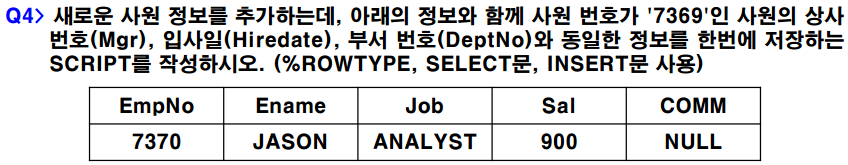 Q4> 새로운 사원 정보를 추가하는데, 아래의 정보와 함께 사원 번호가 '7369'인 사원의 상사
번호(Mgr), 입사일(Hiredate), 부서 번호(DeptNo)와 동일한 정보를 한번에 저장하는
SCRIPT를 작성하시오. (%ROWTYPE, SELECT문, INSERT문 사용)
EmpNo Ename Job Sal COMM
7370 JASON ANALYST 900 NULL